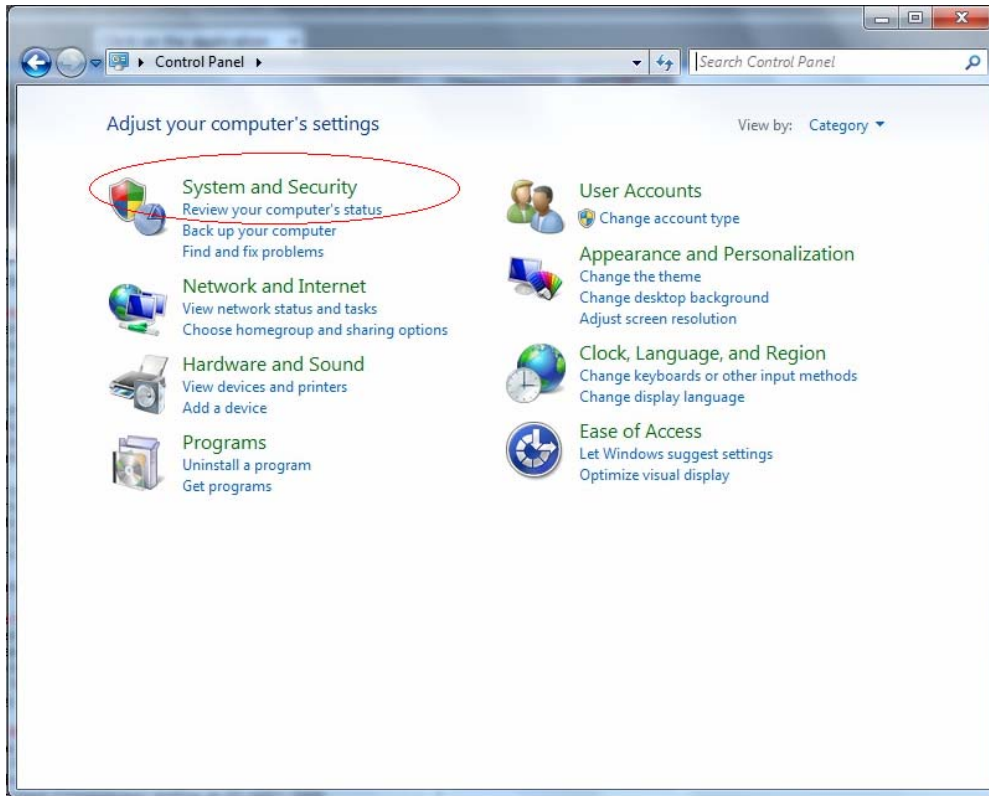 Control Panel
Search Control Panel
Adjust your computer's settings
View by: Category
System and Security
Review your computer's status
Back up your computer
Find and fix problems
Network and Internet
View network status and tasks
Choose homegroup and sharing options
Hardware and Sound
View devices and printers
Add a device
Programs
Uninstall a program
Get programs
User Accounts
Change account type
Appearance and Personalization
Change the theme
Change desktop background
Adjust screen resolution
Clock, Language, and Region
Change keyboards or other input methods
Change display language
Ease of Access
Let Windows suggest settings
Optimize visual display